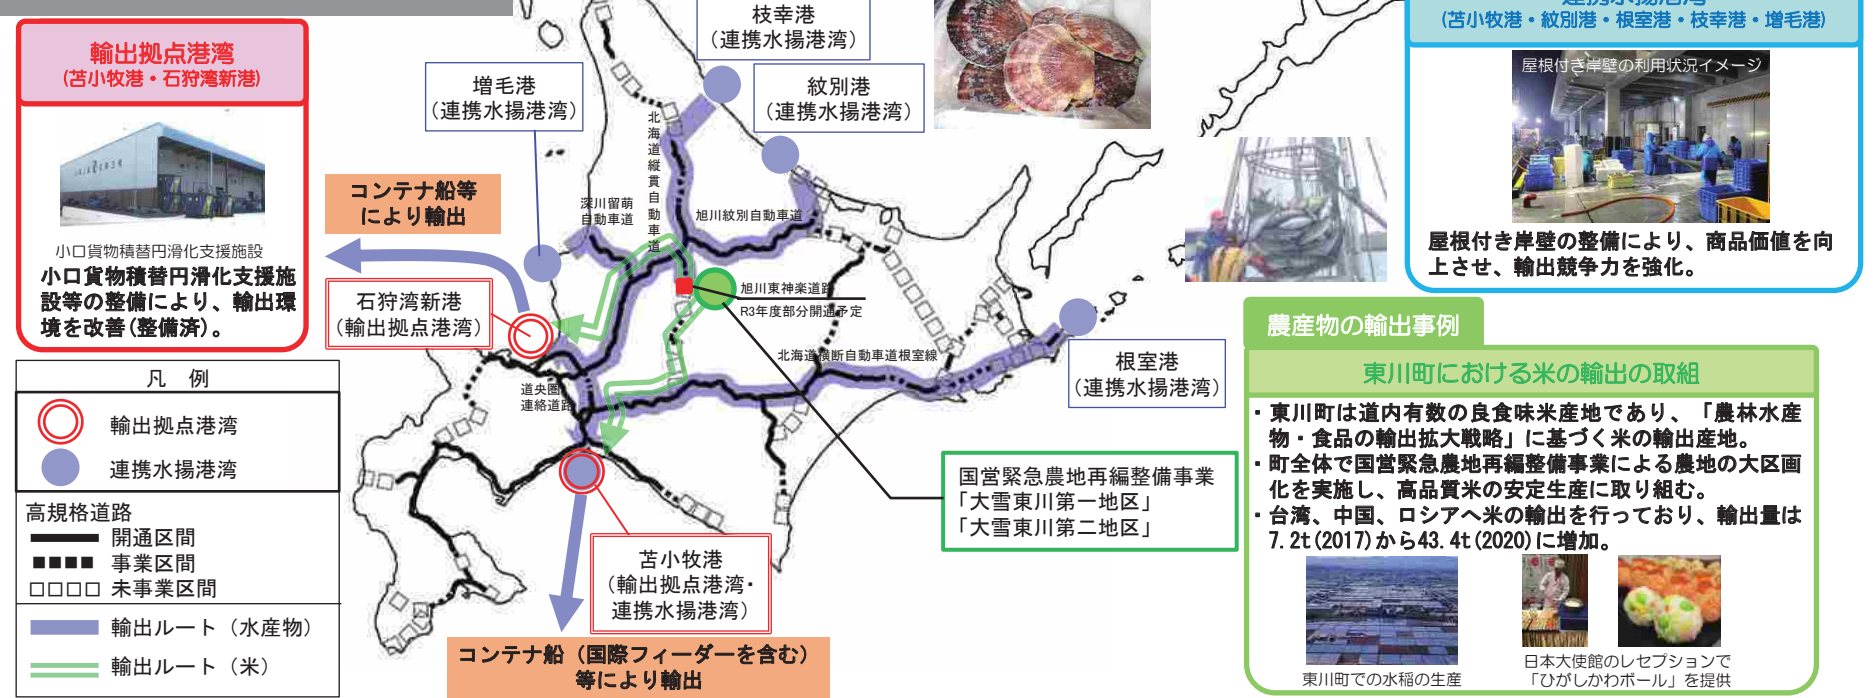 輸出拠点港湾
(苫小牧港・石狩湾新港)
小口貨物積替円滑化支援施設
小口貨物積替円滑化支援施
設等の整備により、輸出環
境を改善(整備済)。
凡 例
輸出拠点港湾
連携水揚港湾
高規格道路
開通区間
事業区間
未事業区間
輸出ルート（水産物）
輸出ルート（米）
枝幸港
（連携水揚港湾）
増毛港
（連携水揚港湾）
紋別港
（連携水揚港湾）
コンテナ船等
により輸出
石狩湾新港
（輸出拠点港湾）
深川留萌
自動車道
北海道縦貫自動車道
旭川紋別自動車道
旭川東神楽道路
R3年度部分開通予定
北海道横断自動車道根室線
道央圏
連絡道路
根室港
（連携水揚港湾）
国営緊急農地再編整備事業
「大雪東川第一地区」
「大雪東川第二地区」
苫小牧港
（輸出拠点港湾・
連携水揚港湾）
コンテナ船（国際フィーダーを含む）
等により輸出
連携水揚港湾
(苫小牧港・紋別港・根室港・枝幸港・増毛港)
屋根付き岸壁の利用状況イメージ
屋根付き岸壁の整備により、商品価値を向
上させ、輸出競争力を強化。
農産物の輸出事例
東川町における米の輸出の取組
・東川町は道内有数の良食味米産地であり、「農林水産
物・食品の輸出拡大戦略」に基づく米の輸出産地。
・町全体で国営緊急農地再編整備事業による農地の大区画
化を実施し、高品質米の安定生産に取り組む。
・台湾、中国、ロシアへ米の輸出を行っており、輸出量は
7.2t(2017)から43.4t(2020)に増加。
東川町での水稲の生産
日本大使館のレセプションで
「ひがしかわボール」を提供